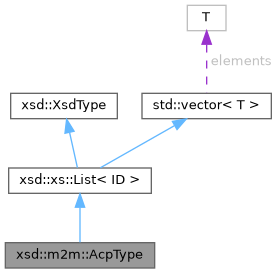 T
elements
xsd::XsdType
std::vector< T >
xsd::xs::List< ID >
xsd::m2m::AcpType